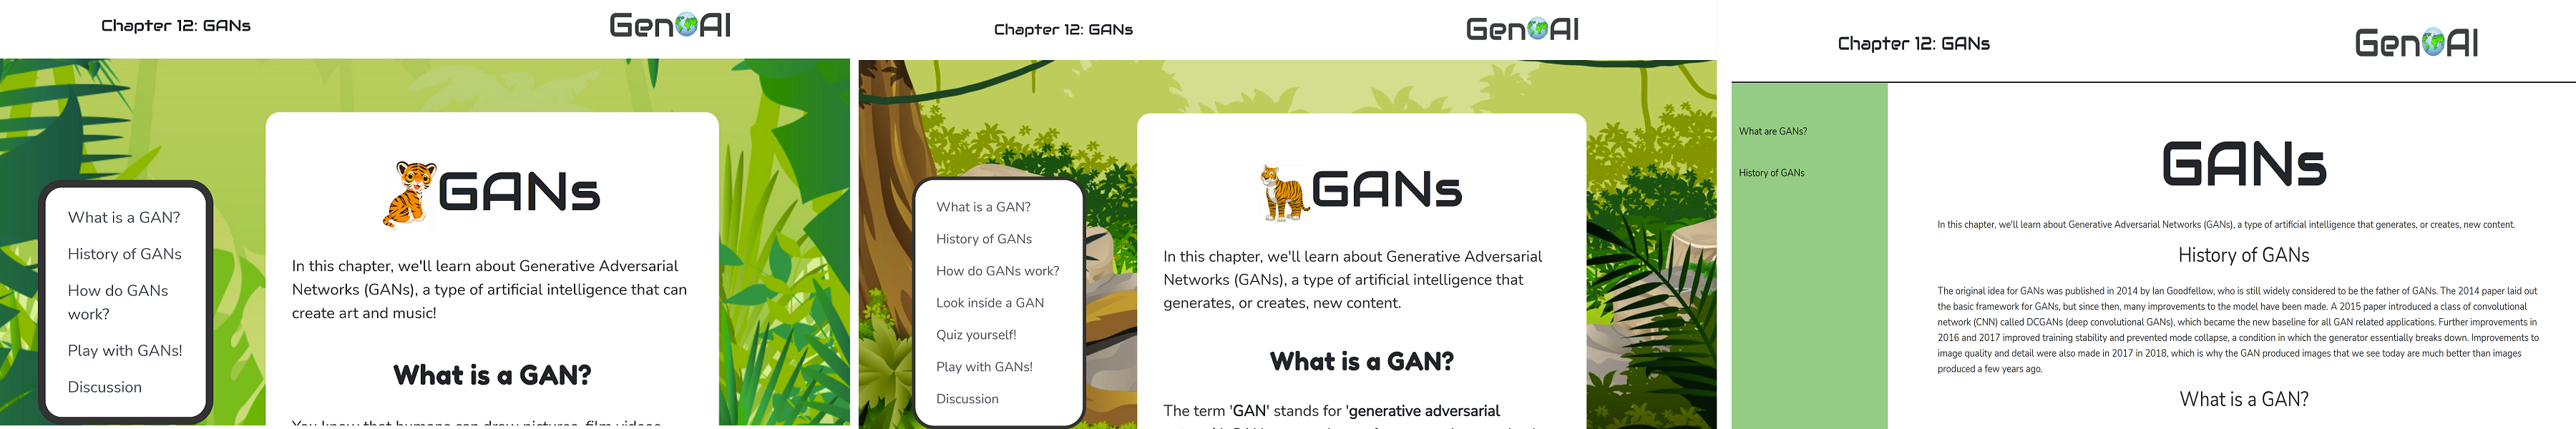 Chapter 12: GANs
GenAI
What is a GAN?
History of GANs
How do GANs
work?
Play with GANs!
Discussion
GANs
In this chapter, we'll learn about Generative Adversarial
Networks (GANs), a type of artificial intelligence that can
create art and music!
What is a GAN?
You know that humans can draw pictures, film videos,
Chapter 12: GANs
GenAI
What is a GAN?
History of GANs
How do GANs work?
Look inside a GAN
Quiz yourself!
Play with GANs!
Discussion
GANs
In this chapter, we'll learn about Generative Adversarial
Networks (GANs), a type of artificial intelligence that
generates, or creates, new content.
What is a GAN?
The term 'GAN' stands for 'generative adversarial
Chapter 12: GANs
GenAI
What are GANs?
History of GANs
GANs
In this chapter, we'll learn about Generative Adversarial Networks (GANs), a type of artificial intelligence that generates, or creates, new content.
History of GANs
The original idea for GANs was published in 2014 by Ian Goodfellow, who is still widely considered to be the father of GANs. The 2014 paper laid out
the basic framework for GANs, but since then, many improvements to the model have been made. A 2015 paper introduced a class of convolutional
network (CNN) called DCGANs (deep convolutional GANs), which became the new baseline for all GAN related applications. Further improvements in
2016 and 2017 improved training stability and prevented mode collapse, a condition in which the generator essentially breaks down. Improvements to
image quality and detail were also made in 2017 in 2018, which is why the GAN produced images that we see today are much better than images
produced a few years ago.
What is a GAN?